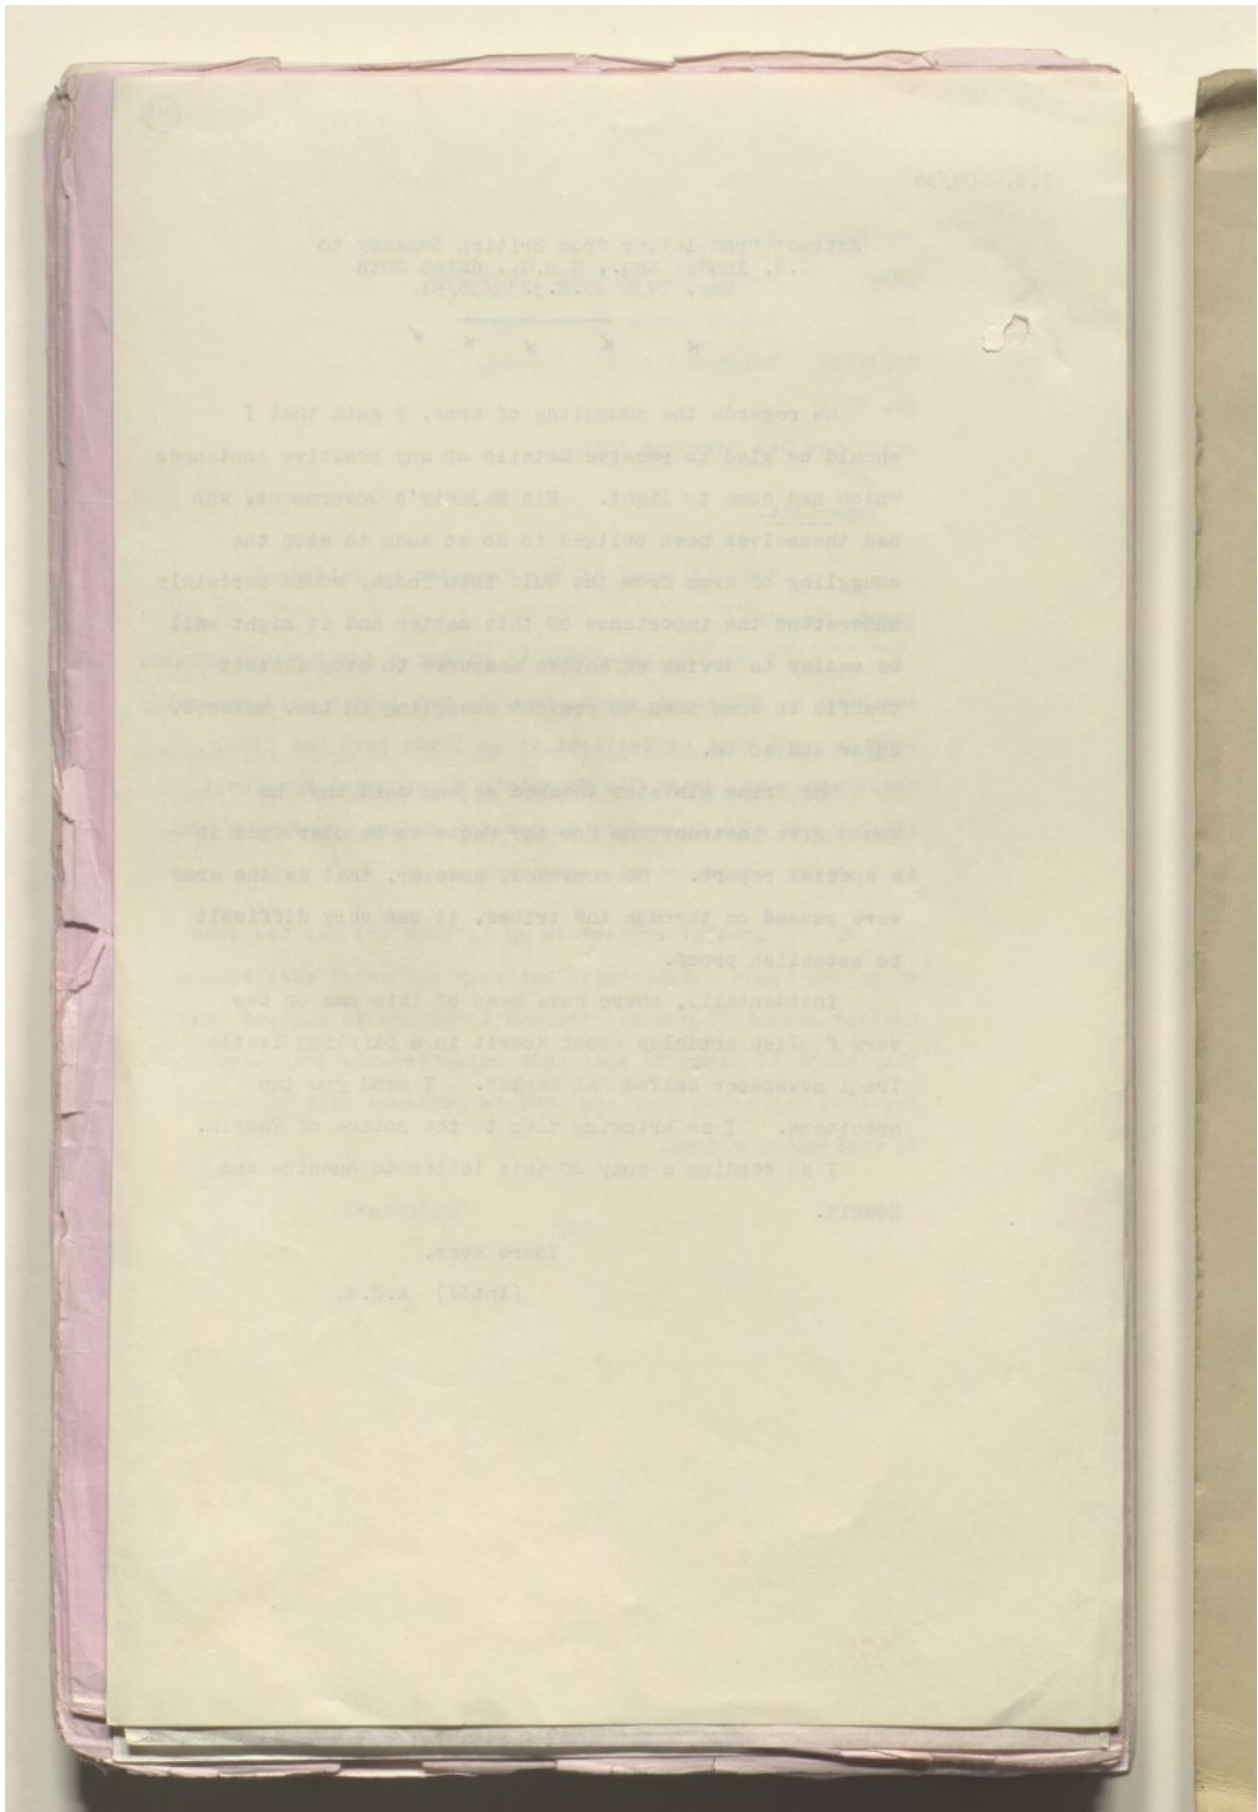 Extract from letter from British Embassy to
Esq., dated
1936
x x x x x
As regards the smuggling of arms, I said that I
should be glad to receive details of any positive instances
which had come to light. His Majesty's Government, who
had themselves been obliged to do so much to stop the
smuggling of arms from the Gulf into India, would certainly
understand the importance of this matter and it might well
be easier to devise effective measures to stop illicit
traffic in arms than to prevent smuggling in tea, matches,
sugar and so on.
The Prime Minister thanked me and said that he
would give instructions for the facts to be clarified in
a special report. He remarked, however, that as the arms
were passed on through the tribes, it was very difficult
to establish proof.
Incidentally, there have been of late one or two
very foolish articles about Koweit in a piffling little
Iraqi newspaper called "Al I send you two
specimens. I am bringing them to the notice of Yassin.
I am sending a copy of this letter to Bushire and
Koweit.
Yours ever,
(intld) A.C.K.